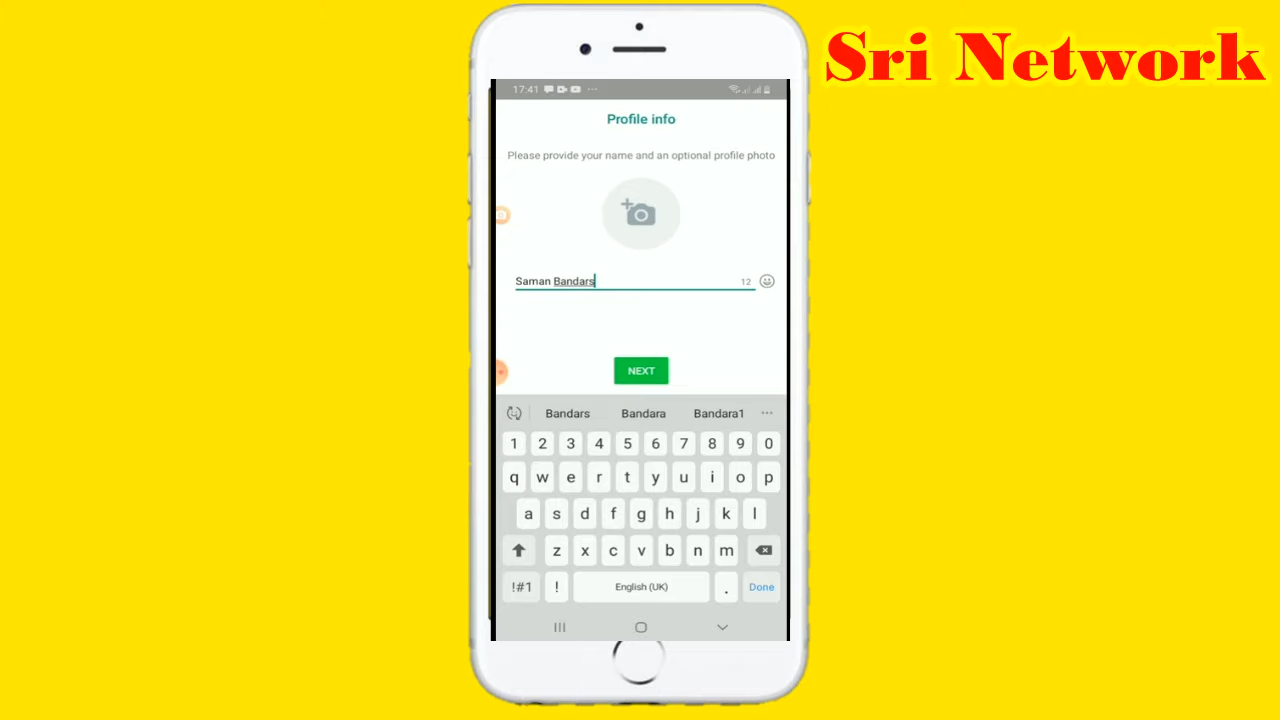 Sri Network
17:41
Profile info
Please provide your name and an optional profile photo
Saman Bandars
12
NEXT
Bandars Bandara Bandara1
1 2 3 4 5 6 7 8 9 0
q w e r t y u i o p
a s d f g h j k l
z x c v b n m
!#1 ! English (UK) . Done